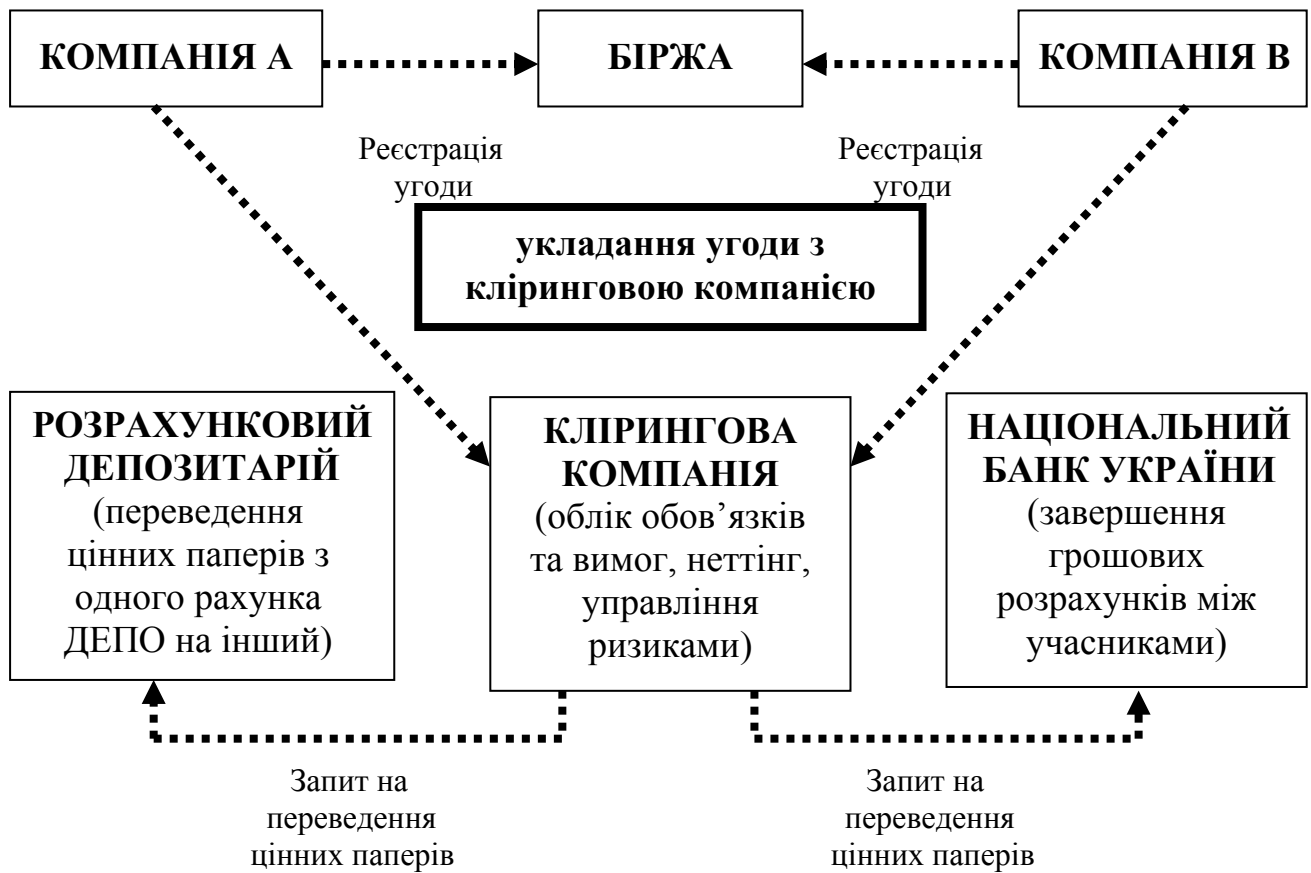 КОМПАНІЯ А
БІРЖА
КОМПАНІЯ В
Реєстрація
угоди
Реєстрація
угоди
укладання угоди з
кліринговою компанією
РОЗРАХУНКОВИЙ
ДЕПОЗИТАРІЙ
(переведення
цінних паперів з
одного рахунка
ДЕПО на інший)
КЛІРИНГОВА
КОМПАНІЯ
(облік обов’язків
та вимог, неттінг,
управління
ризиками)
НАЦІОНАЛЬНИЙ
БАНК УКРАЇНИ
(завершення
грошових
розрахунків між
учасниками)
Запит на
переведення
цінних паперів
Запит на
переведення
цінних паперів